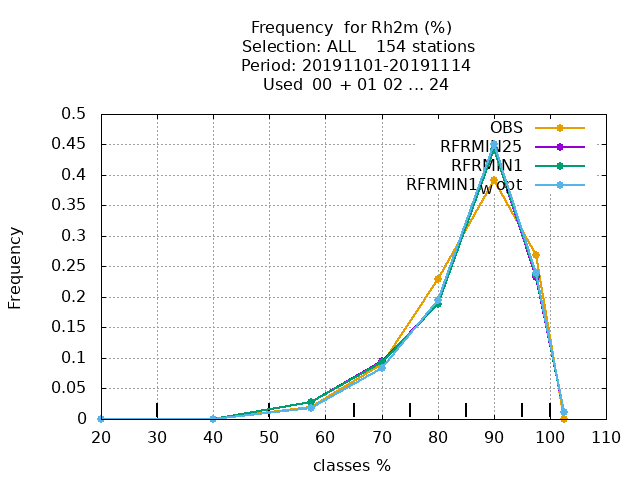 Frequency for Rh2m (%)
Selection: ALL 154 stations
Period: 20191101-20191114
Used 00 + 01 02 ... 24
0.5
0.45
0.4
0.35
0.3
0.25
0.2
0.15
0.1
0.05
0
Frequency
OBS
RFRMIN25
RFRMIN1
RFRMIN1wopt
20 30 40 50 60 70 80 90 100 110
classes %